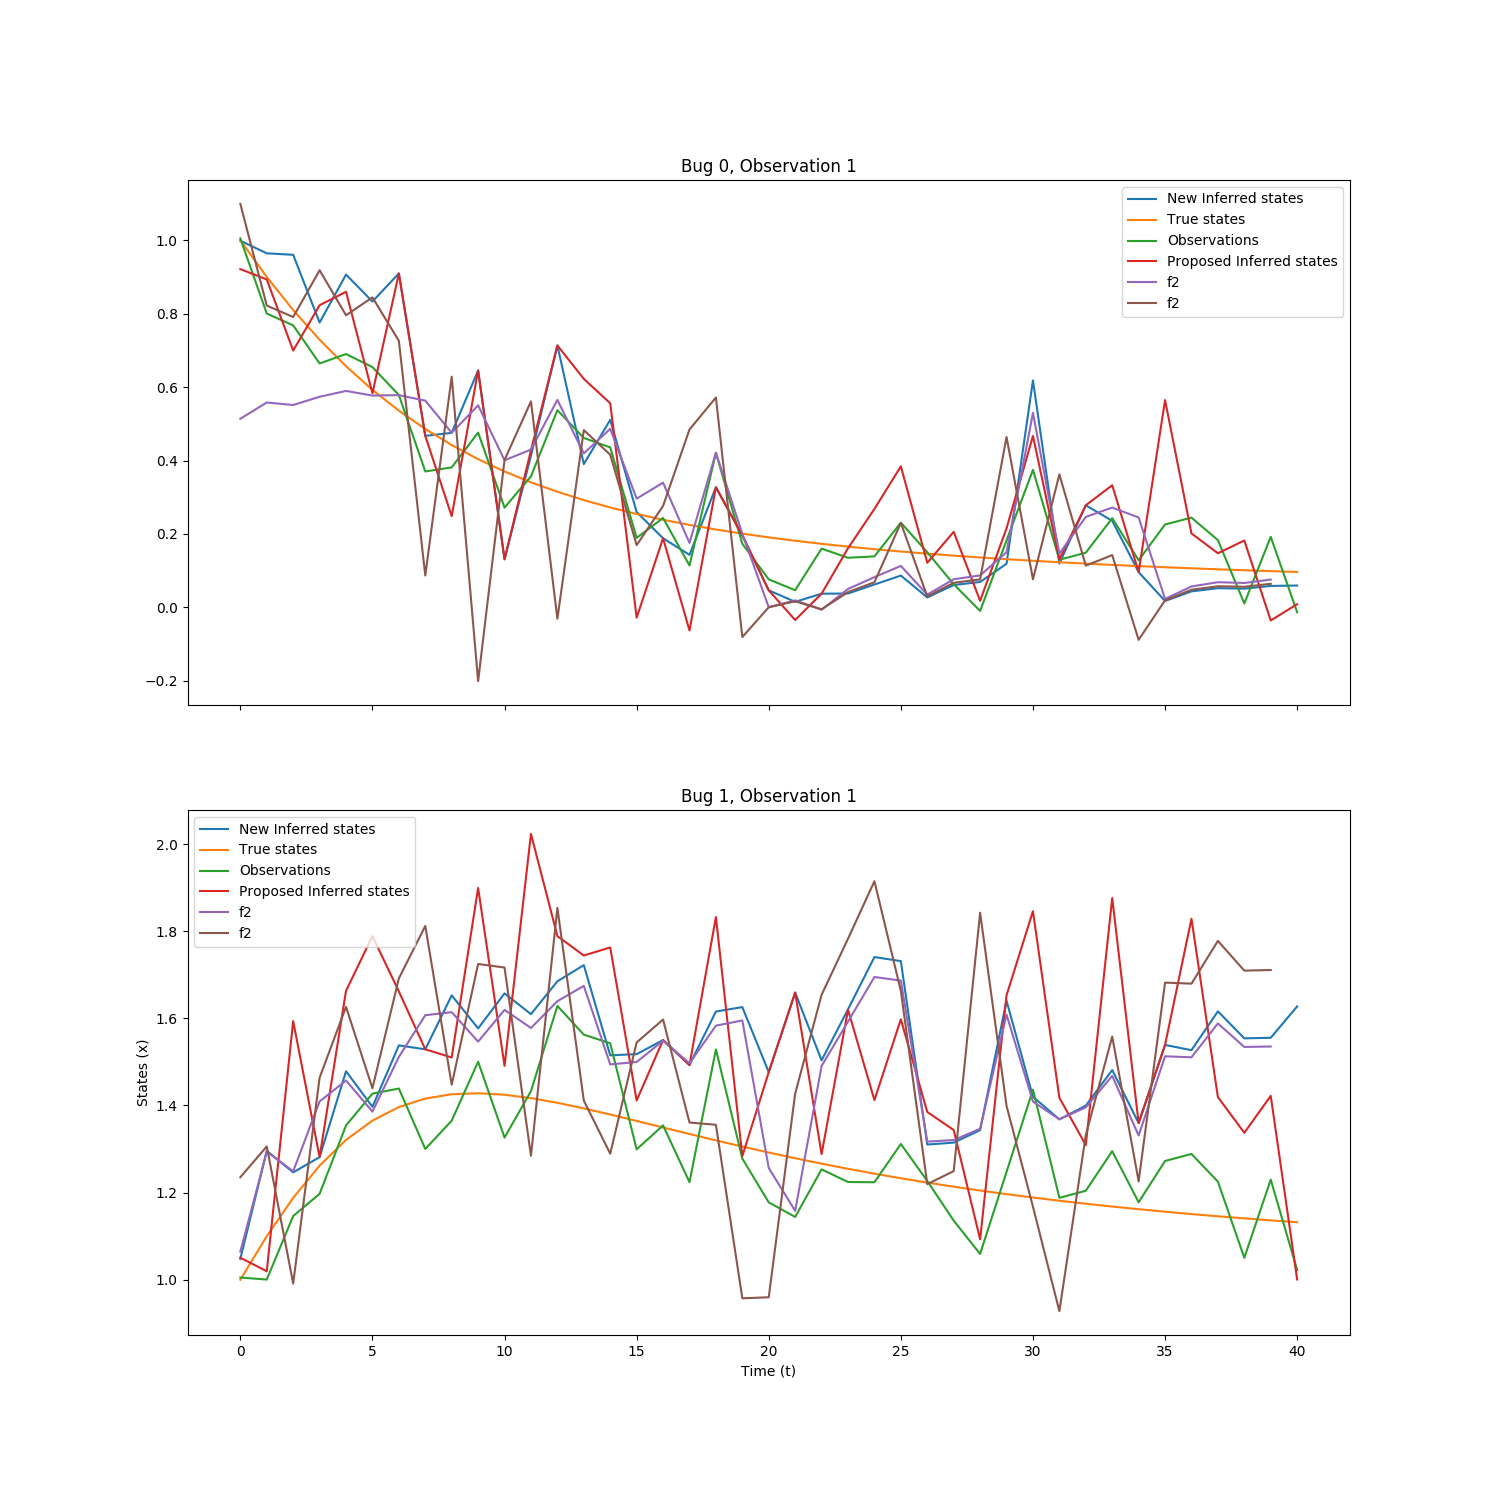 Bug 0, Observation 1
New Inferred states
True states
Observations
Proposed Inferred states
f2
f2
1.0
0.8
0.6
0.4
0.2
0.0
−0.2
Bug 1, Observation 1
New Inferred states
True states
Observations
Proposed Inferred states
f2
f2
2.0
1.8
1.6
1.4
1.2
1.0
States (x)
0 5 10 15 20 25 30 35 40
Time (t)